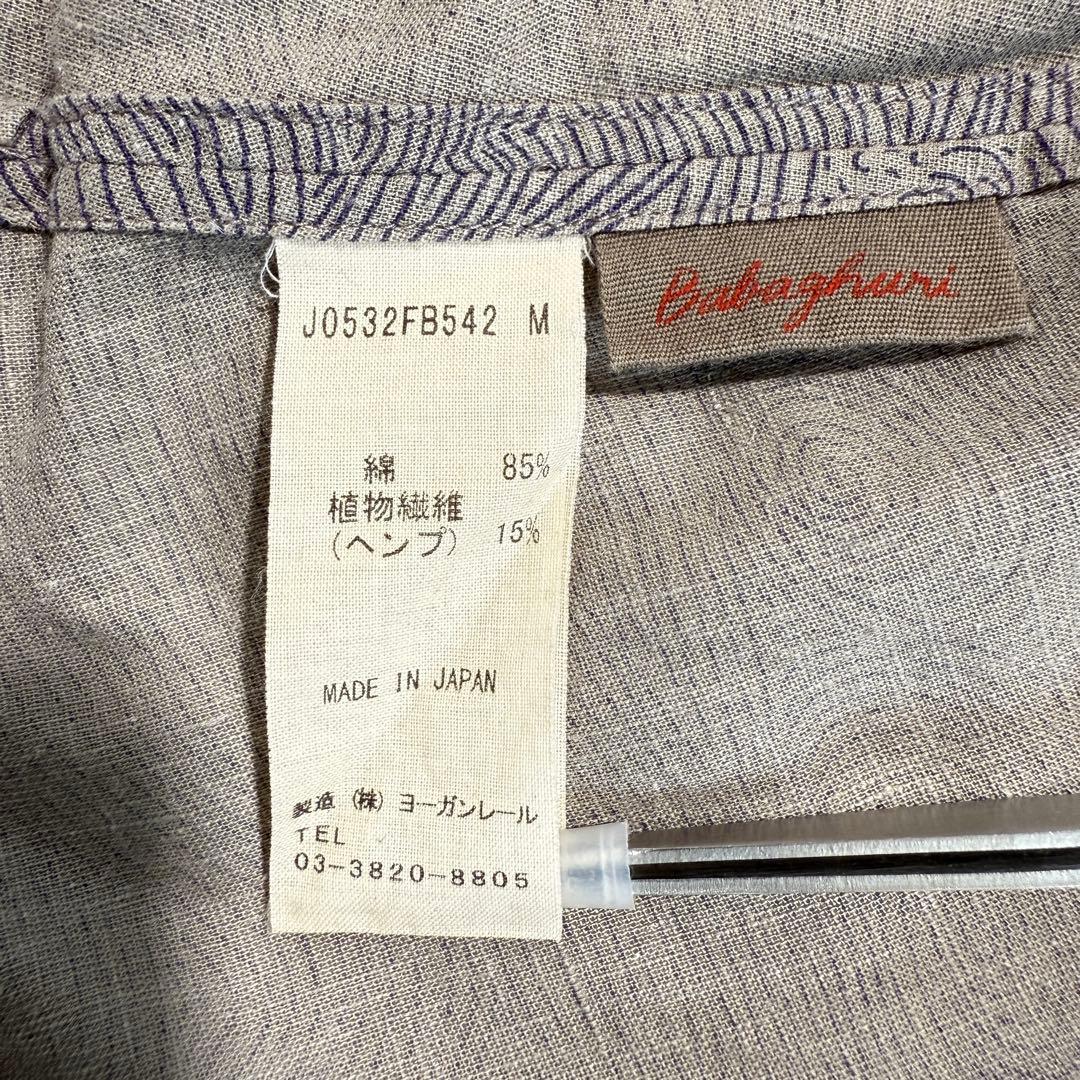 Babaghuri
J0532FB542 M
綿 85%
植物繊維
(ヘンプ) 15%
MADE IN JAPAN
製造 (株) ヨーガンレール
TEL
03-3820-8805